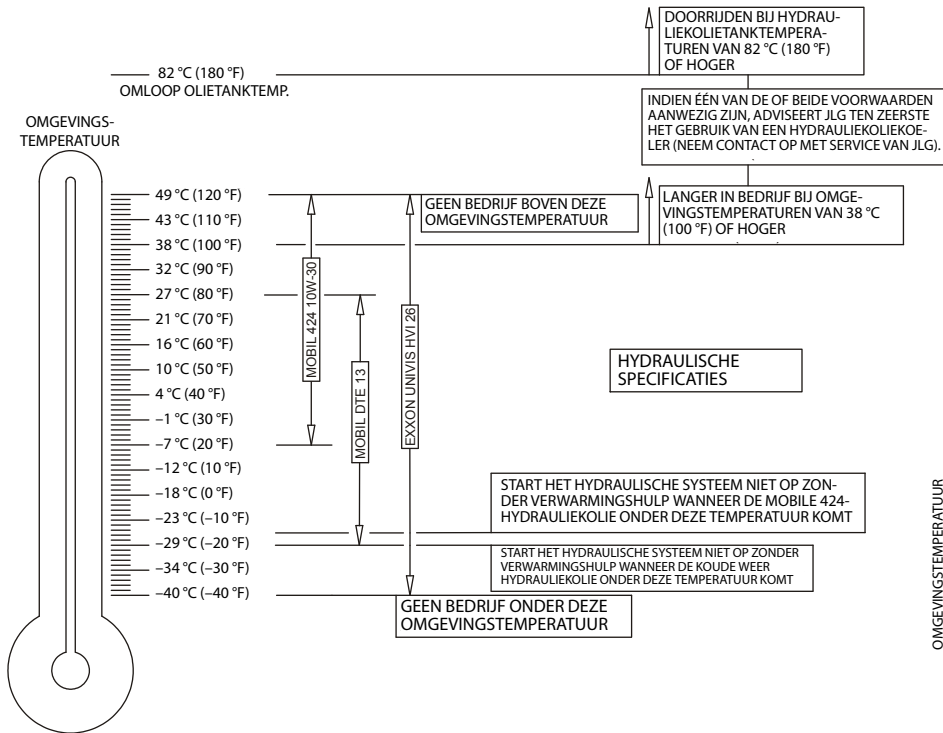 DOORRIJDEN BIJ HYDRAU-
LIEKOLIETANKTEMPERA-
TUREN VAN 82 °C (180 °F)
OF HOGER
82 °C (180 °F)
OMLOOP OLIETANKTEMP.
INDIEN ÉÉN VAN DE OF BEIDE VOORWAARDEN
AANWEZIG ZIJN, ADVISEERT JLG TEN ZEERSTE
HET GEBRUIK VAN EEN HYDRAULIEKOLIEKOE-
LER (NEEM CONTACT OP MET SERVICE VAN JLG).
OMGEVINGS-
TEMPERATUUR
LANGER IN BEDRIJF BIJ OMGE-
VINGSTEMPERATUREN VAN 38 °C
(100 °F) OF HOGER
GEEN BEDRIJF BOVEN DEZE
OMGEVINGSTEMPERATUUR
49 °C (120 °F)
43 °C (110 °F)
38 °C (100 °F)
32 °C (90 °F)
27 °C (80 °F)
21 °C (70 °F)
16 °C (60 °F)
10 °C (50 °F)
4 °C (40 °F)
–1 °C (30 °F)
–7 °C (20 °F)
–12 °C (10 °F)
–18 °C (0 °F)
–23 °C (–10 °F)
–29 °C (–20 °F)
–34 °C (–30 °F)
–40 °C (–40 °F)
MOBIL 424 10W-30
MOBIL DTE 13
EXXON UNIVIS HVI 26
HYDRAULISCHE
SPECIFICATIES
START HET HYDRAULISCHE SYSTEEM NIET OP ZON-
DER VERWARMINGSHULP WANNEER DE MOBILE 424-
HYDRAULIEKOLIE ONDER DEZE TEMPERATUUR KOMT
START HET HYDRAULISCHE SYSTEEM NIET OP ZONDER
VERWARMINGSHULP WANNEER DE KOUDE WEER
HYDRAULIEKOLIE ONDER DEZE TEMPERATUUR KOMT
GEEN BEDRIJF ONDER DEZE
OMGEVINGSTEMPERATUUR
OMGEVINGSTEMPERATUUR